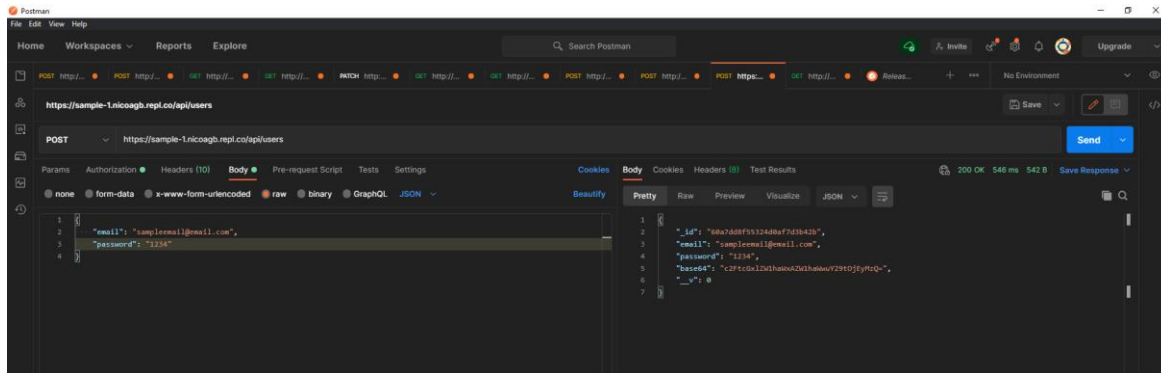 Postman
File Edit View Help
Home Workspaces Reports Explore Search Postman Invite Upgrade
POST http:/... POST http:/... GET http://... GET http://... PATCH http:... GET http://... GET http://... POST http:/... POST http:/... POST https:... GET http://... Releas... + No Environment
https://sample-1.nicoagb.repl.co/api/users Save
POST https://sample-1.nicoagb.repl.co/api/users Send
Params Authorization Headers (10) Body Pre-request Script Tests Settings Cookies
none form-data x-www-form-urlencoded raw binary GraphQL JSON Beautify
1 {
2 "email": "sampleemail@email.com",
3 "password": "1234"
4 }
Body Cookies Headers (8) Test Results 200 OK 546 ms 542 B Save Response
Pretty Raw Preview Visualize JSON
1 {
2 "_id": "60a7dd8f55324d0af7d3b42b",
3 "email": "sampleemail@email.com",
4 "password": "1234",
5 "base64":
6 "__v": 0
7 }